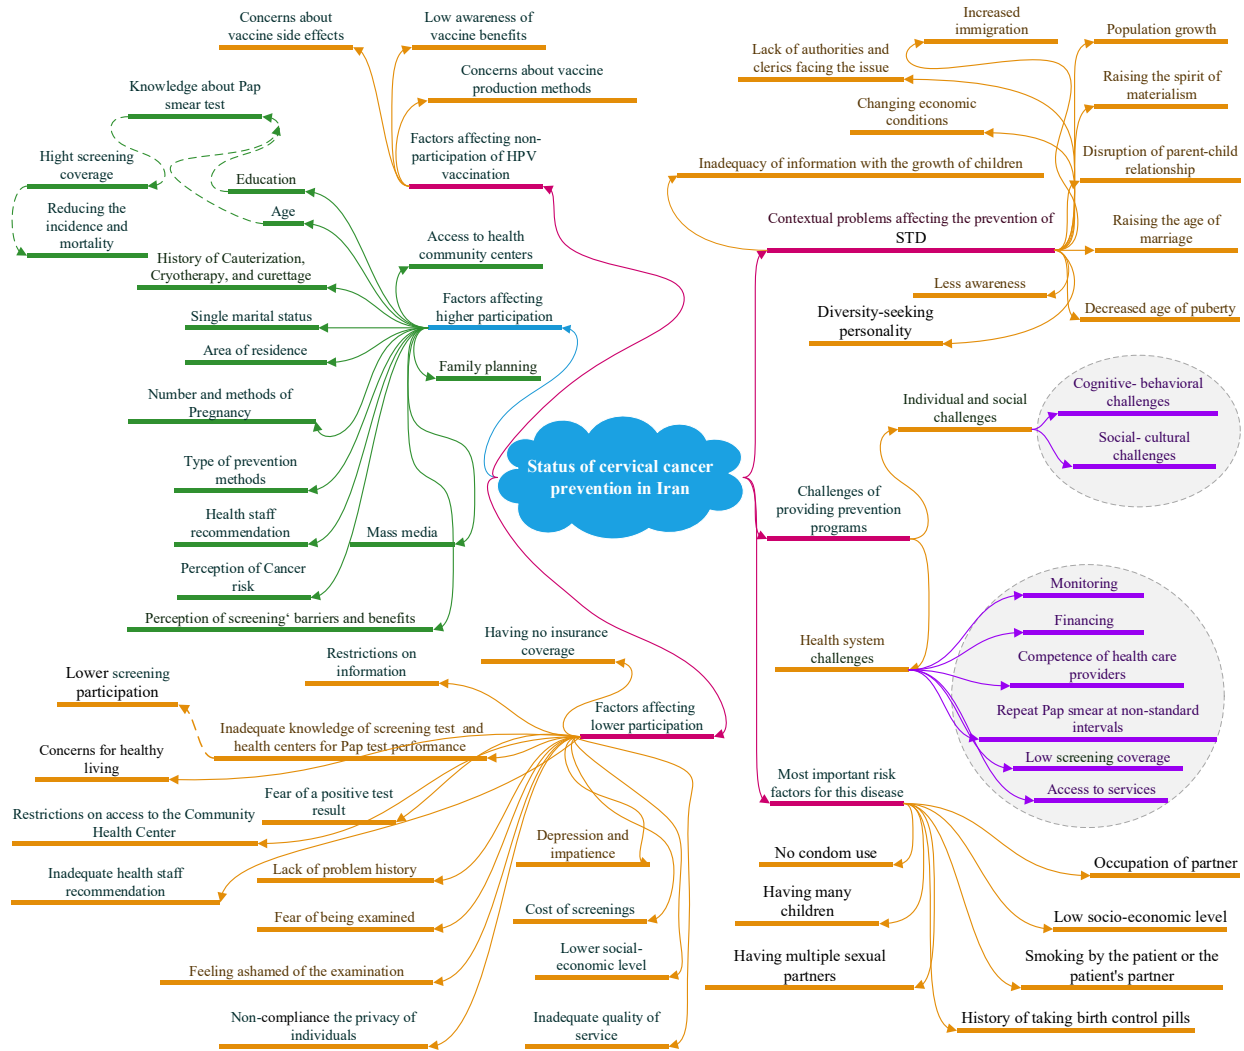 Concerns about
vaccine side effects
Low awareness of
vaccine benefits
Concerns about vaccine
production methods
Factors affecting non-
participation of HPV
vaccination
Knowledge about Pap
smear test
Hight screening
coverage
Reducing the
incidence and
mortality
Education
Age
Access to health
community centers
History of Cauterization,
Cryotherapy, and curettage
Factors affecting
higher participation
Single marital status
Area of residence
Family planning
Number and methods of
Pregnancy
Type of prevention
methods
Health staff
recommendation
Mass media
Perception of Cancer
risk
Perception of screening‘ barriers and benefits
Status of cervical cancer
prevention in Iran
Increased
immigration
Population growth
Lack of authorities and
clerics facing the issue
Raising the spirit of
materialism
Changing economic
conditions
Inadequacy of information with the growth of children
Disruption of parent-child
relationship
Contextual problems affecting the prevention of
STD
Raising the age of
marriage
Less awareness
Diversity-seeking
personality
Decreased age of puberty
Individual and social
challenges
Cognitive- behavioral
challenges
Social- cultural
challenges
Challenges of
providing prevention
programs
Health system
challenges
Monitoring
Financing
Competence of health care
providers
Repeat Pap smear at non-standard
intervals
Low screening coverage
Access to services
Most important risk
factors for this disease
No condom use
Having many
children
Having multiple sexual
partners
Occupation of partner
Low socio-economic level
Smoking by the patient or the
patient's partner
History of taking birth control pills
Having no insurance
coverage
Restrictions on
information
Lower screening
participation
Factors affecting
lower participation
Inadequate knowledge of screening test and
health centers for Pap test performance
Concerns for healthy
living
Fear of a positive test
result
Restrictions on access to the Community
Health Center
Inadequate health staff
recommendation
Lack of problem history
Fear of being examined
Feeling ashamed of the examination
Non-compliance the privacy of
individuals
Depression and
impatience
Cost of screenings
Lower social-
economic level
Inadequate quality of
service